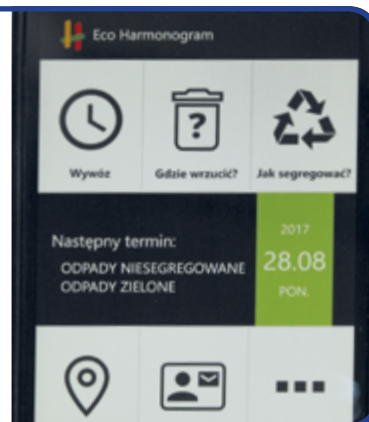 Eco Harmonogram
?
Wywóz
Gdzie wrzucić?
Jak segregować?
Następny termin:
ODPADY NIESEGREGOWANE
ODPADY ZIELONE
2017
28.08
PON.